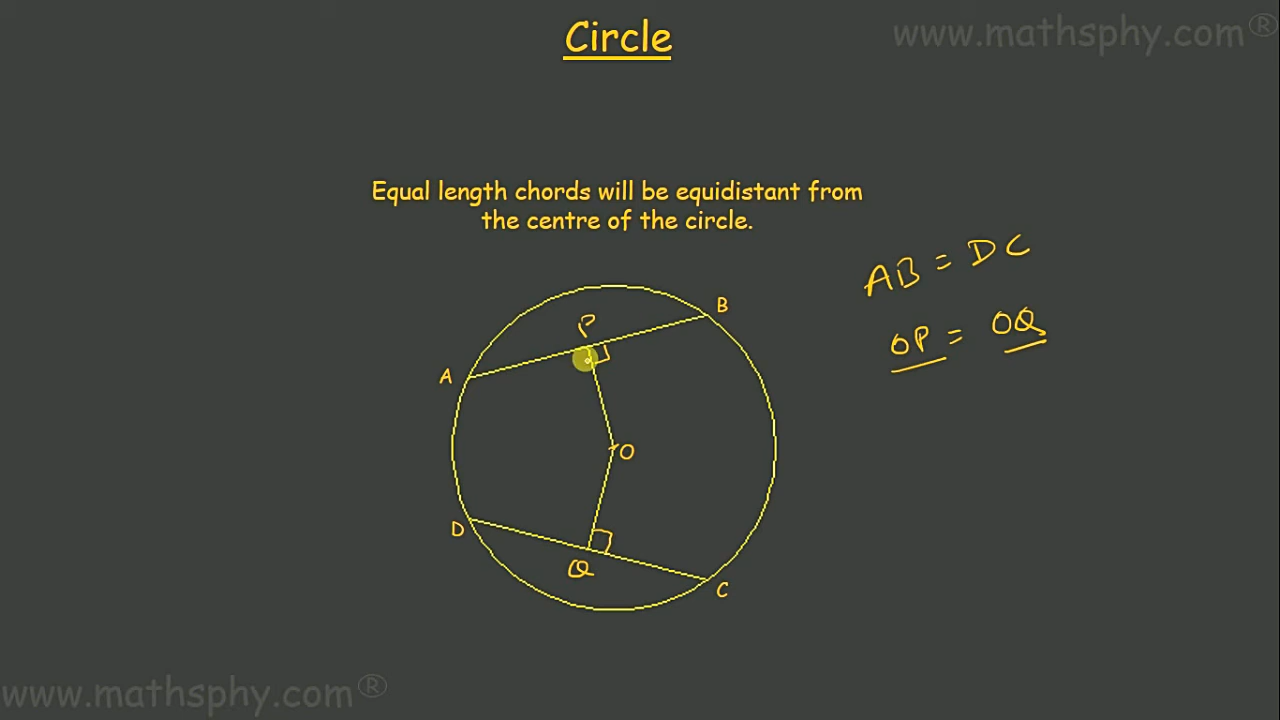 Circle
www.mathsphy.com®
Equal length chords will be equidistant from
the centre of the circle.
AB = DC
OP = OQ
P
B
A
O
D
Q
C
www.mathsphy.com®